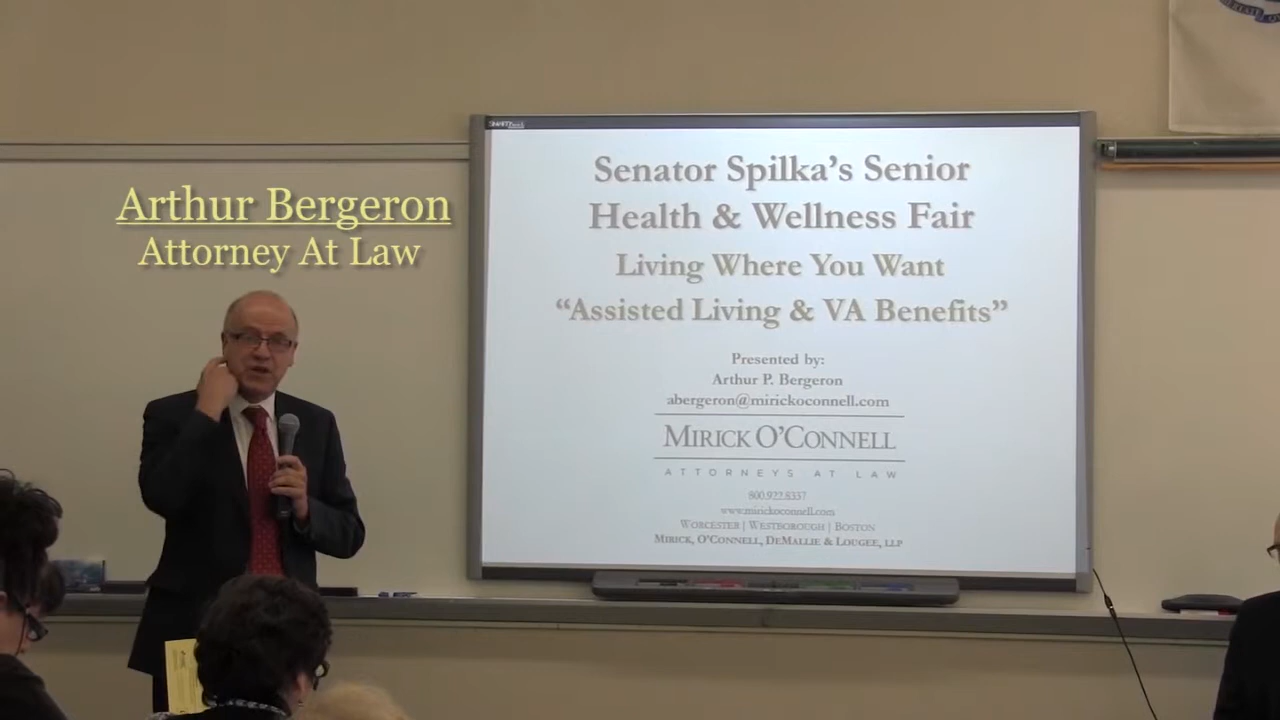 Arthur Bergeron
Attorney At Law
Senator Spilka's Senior
Health & Wellness Fair
Living Where You Want
“Assisted Living & VA Benefits”
Presented by:
Arthur P. Bergeron
abergeron@mirickoconnell.com
MIRICK O'CONNELL
ATTORNEYS AT LAW
800.922.8337
www.mirickoconnell.com
WORCESTER | WESTBOROUGH | BOSTON
MIRICK, O'CONNELL, DEMALLIE & LOUGEE, LLP